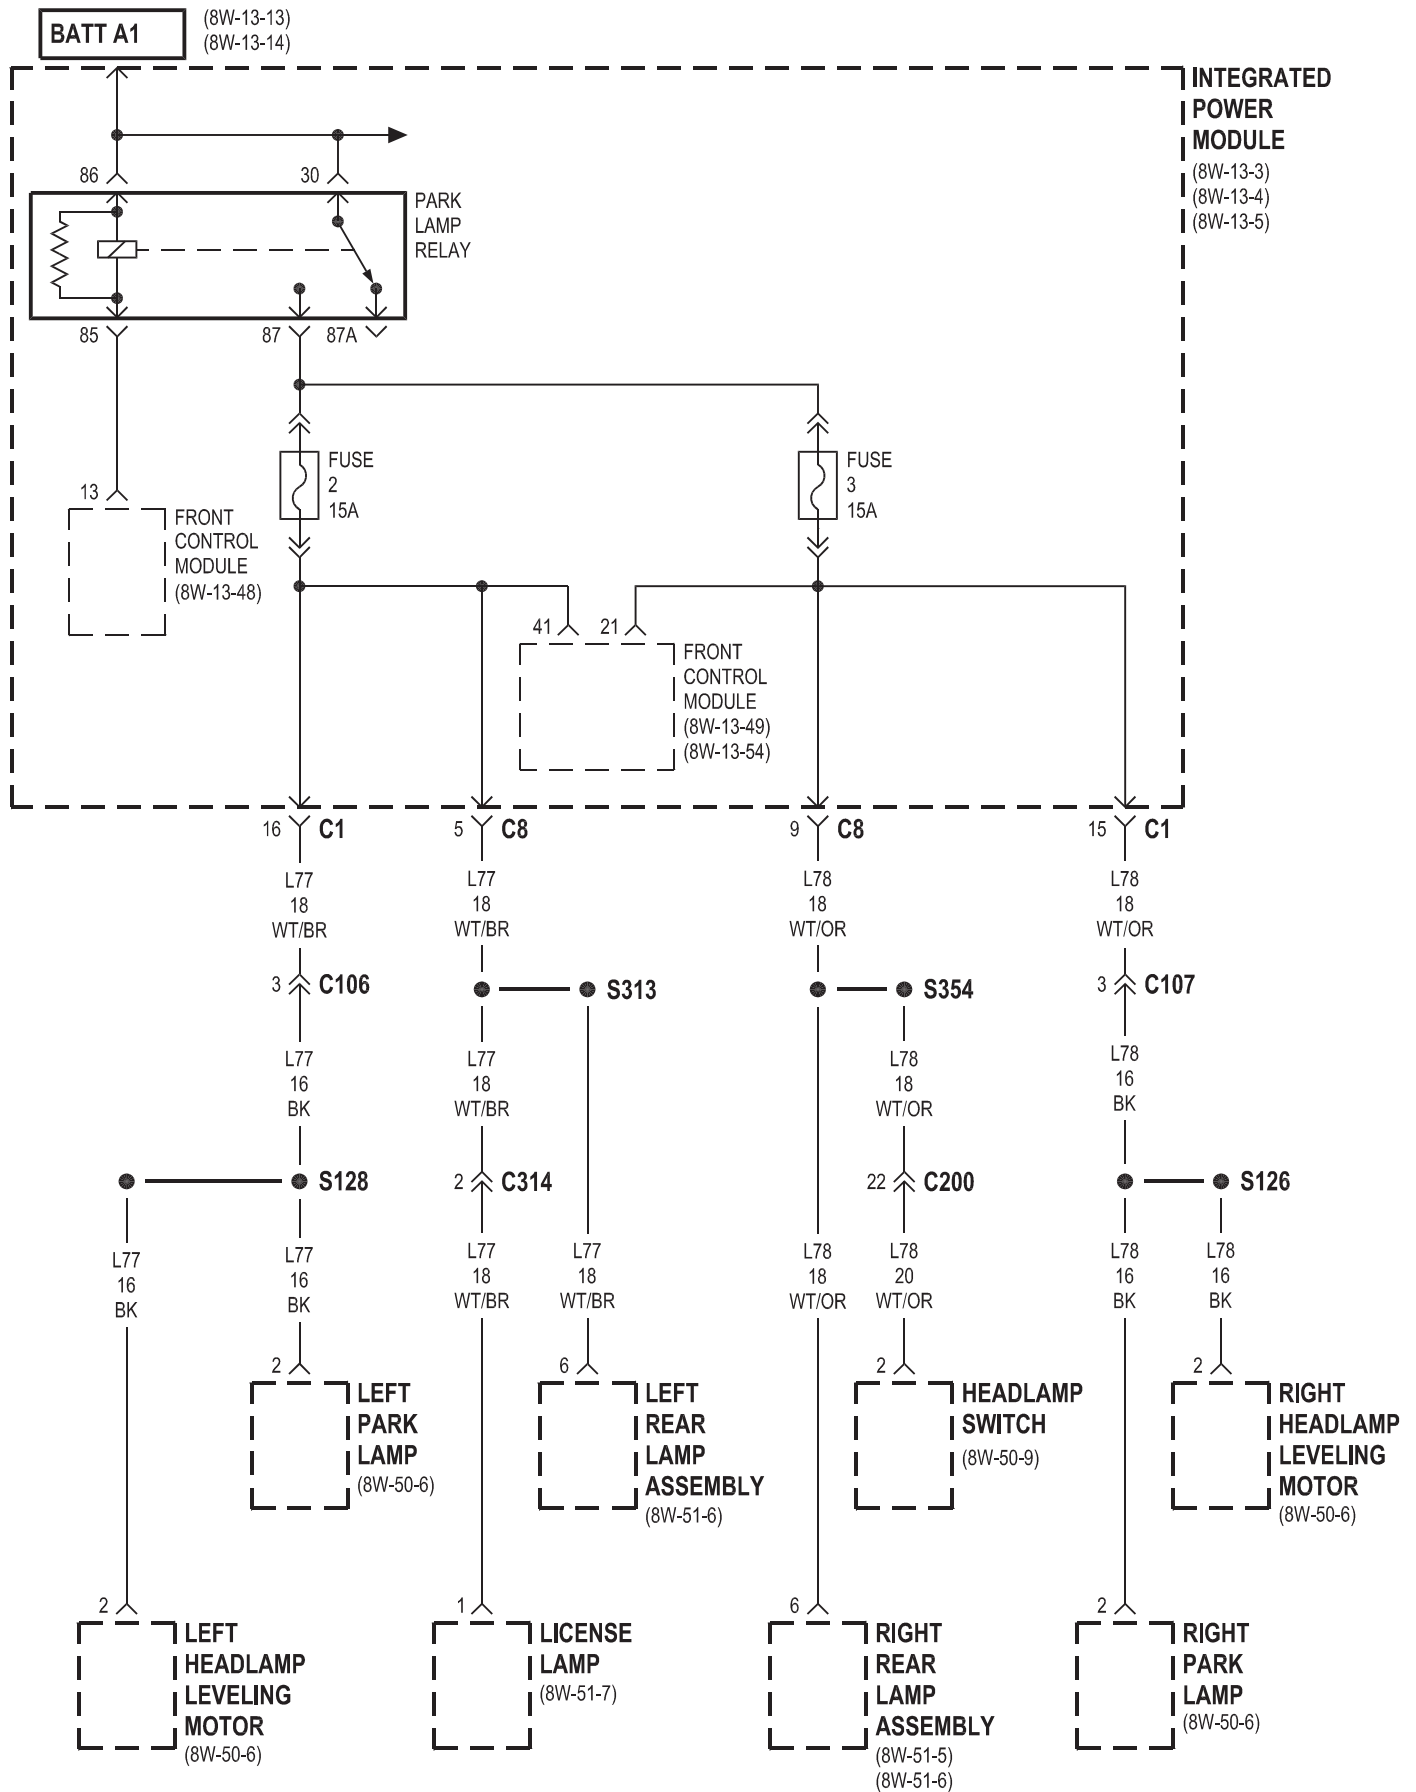 BATT A1
(8W-13-13)
(8W-13-14)
INTEGRATED
POWER
MODULE
(8W-13-3)
(8W-13-4)
(8W-13-5)
86
30
PARK
LAMP
RELAY
85
87
87A
FUSE
2
15A
FUSE
3
15A
13
FRONT
CONTROL
MODULE
(8W-13-48)
41
21
FRONT
CONTROL
MODULE
(8W-13-49)
(8W-13-54)
16 C1
5 C8
9 C8
15 C1
L77
18
WT/BR
L77
18
WT/BR
L78
18
WT/OR
L78
18
WT/OR
3 C106
S313
S354
3 C107
L77
16
BK
L77
18
WT/BR
L78
18
WT/OR
L78
16
BK
S128
2 C314
22 C200
S126
L77
16
BK
L77
16
BK
L77
18
WT/BR
L77
18
WT/BR
L78
18
WT/OR
L78
20
WT/OR
L78
16
BK
L78
16
BK
2
LEFT
PARK
LAMP
(8W-50-6)
6
LEFT
REAR
LAMP
ASSEMBLY
(8W-51-6)
2
HEADLAMP
SWITCH
(8W-50-9)
2
RIGHT
HEADLAMP
LEVELING
MOTOR
(8W-50-6)
2
LEFT
HEADLAMP
LEVELING
MOTOR
(8W-50-6)
1
LICENSE
LAMP
(8W-51-7)
6
RIGHT
REAR
LAMP
ASSEMBLY
(8W-51-5)
(8W-51-6)
2
RIGHT
PARK
LAMP
(8W-50-6)